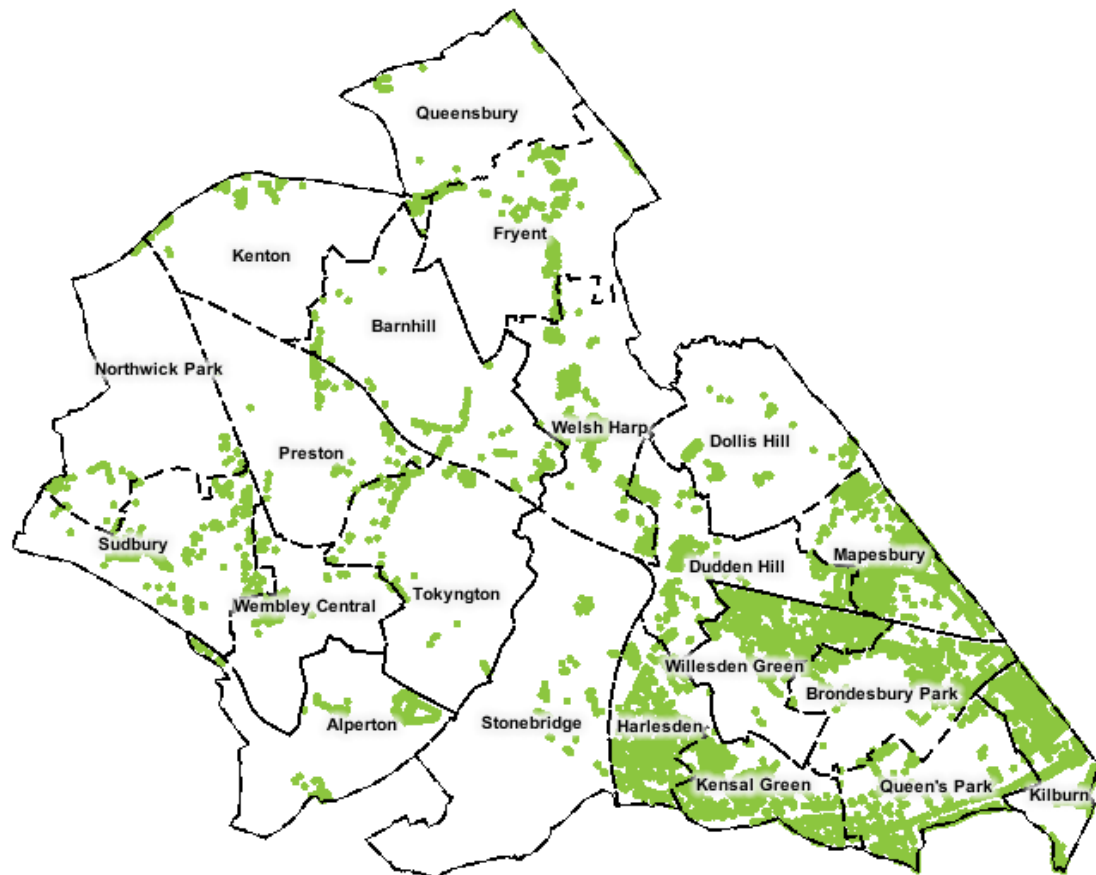 Queensbury
Fryent
Kenton
Barnhill
Northwick Park
Welsh Harp
Dollis Hill
Preston
Sudbury
Mapesbury
Dudden Hill
Tokyngton
Wembley Central
Willesden Green
Brondesbury Park
Alperton
Stonebridge
Harlesden
Kensal Green
Queen's Park
Kilburn